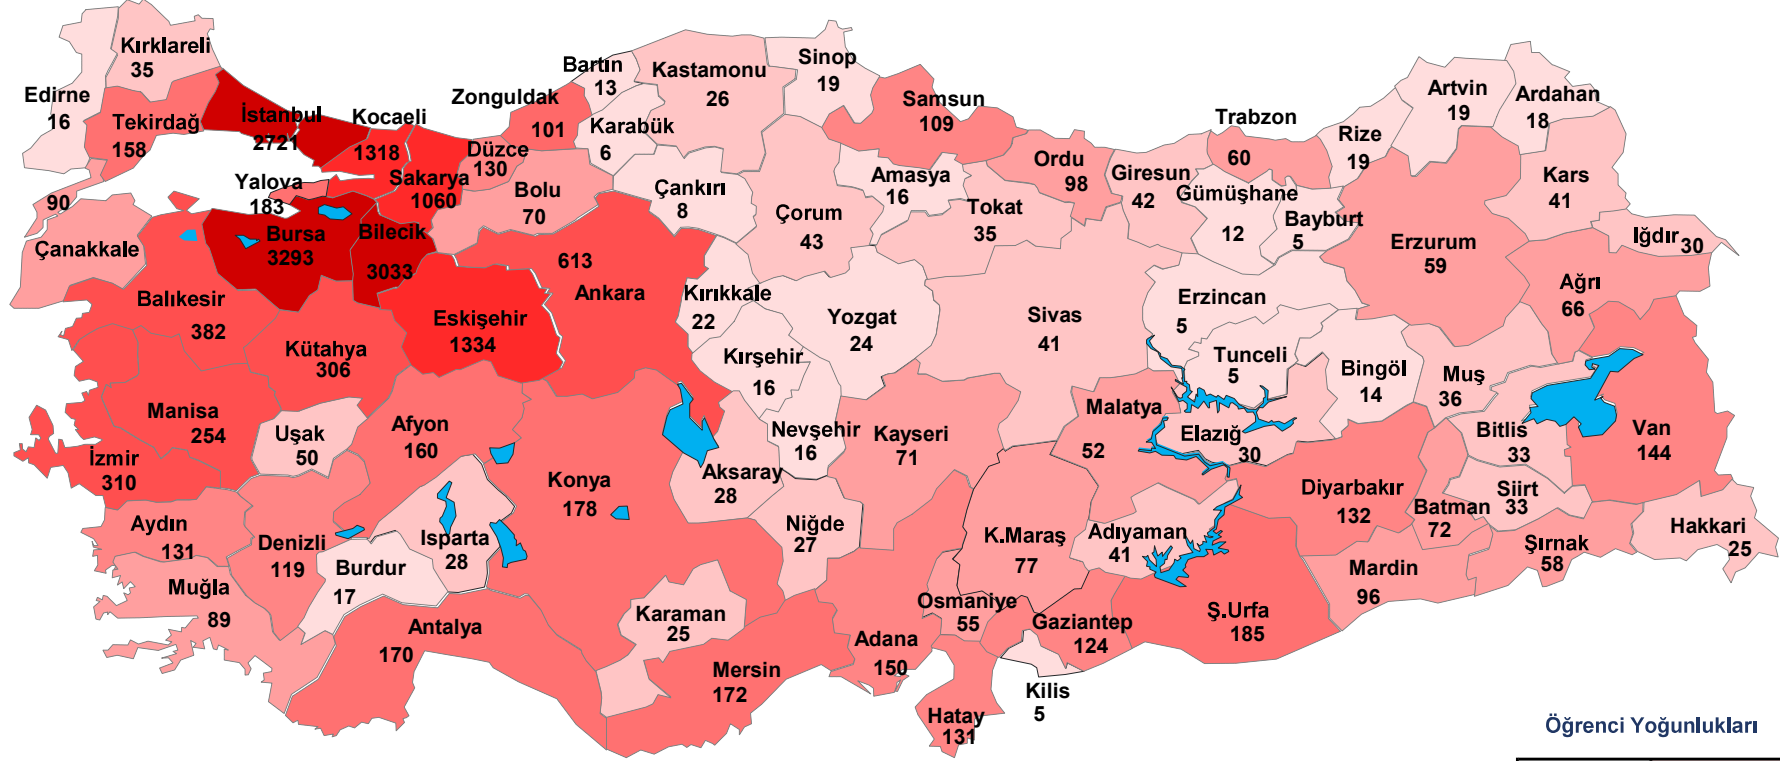 Kırklareli
35
Edirne
16
Tekirdağ
158
İstanbul
2721
Kocaeli
1318
Zonguldak
101
Bartın
13
Kastamonu
26
Sinop
19
Samsun
109
Trabzon
60
Rize
19
Artvin
19
Ardahan
18
Karabük
6
Düzce
130
Sakarya
1060
Yalova
183
Bolu
70
Çankırı
8
Çorum
43
Amasya
16
Tokat
35
Ordu
98
Giresun
42
Gümüşhane
12
Bayburt
5
Erzurum
59
Kars
41
Iğdır 30
Ağrı
66
90
Çanakkale
Bursa
3293
Bilecik
3033
613
Ankara
Eskişehir
1334
Balıkesir
382
Kütahya
306
Kırıkkale
22
Kırşehir
16
Yozgat
24
Sivas
41
Erzincan
5
Tunceli
5
Bingöl
14
Muş
36
Bitlis
33
Van
144
Manisa
254
Uşak
50
Afyon
160
İzmir
310
Konya
178
Aksaray
28
Nevşehir
16
Kayseri
71
Malatya
52
Elazığ
30
Diyarbakır
132
Batman
72
Siirt
33
Hakkari
25
Şırnak
58
Mardin
96
Ş.Urfa
185
Adıyaman
41
K.Maraş
77
Niğde
27
Aydın
131
Denizli
119
Isparta
28
Burdur
17
Muğla
89
Antalya
170
Karaman
25
Mersin
172
Adana
150
Osmaniye
55
Gaziantep
124
Kilis
5
Hatay
131
Öğrenci Yoğunlukları